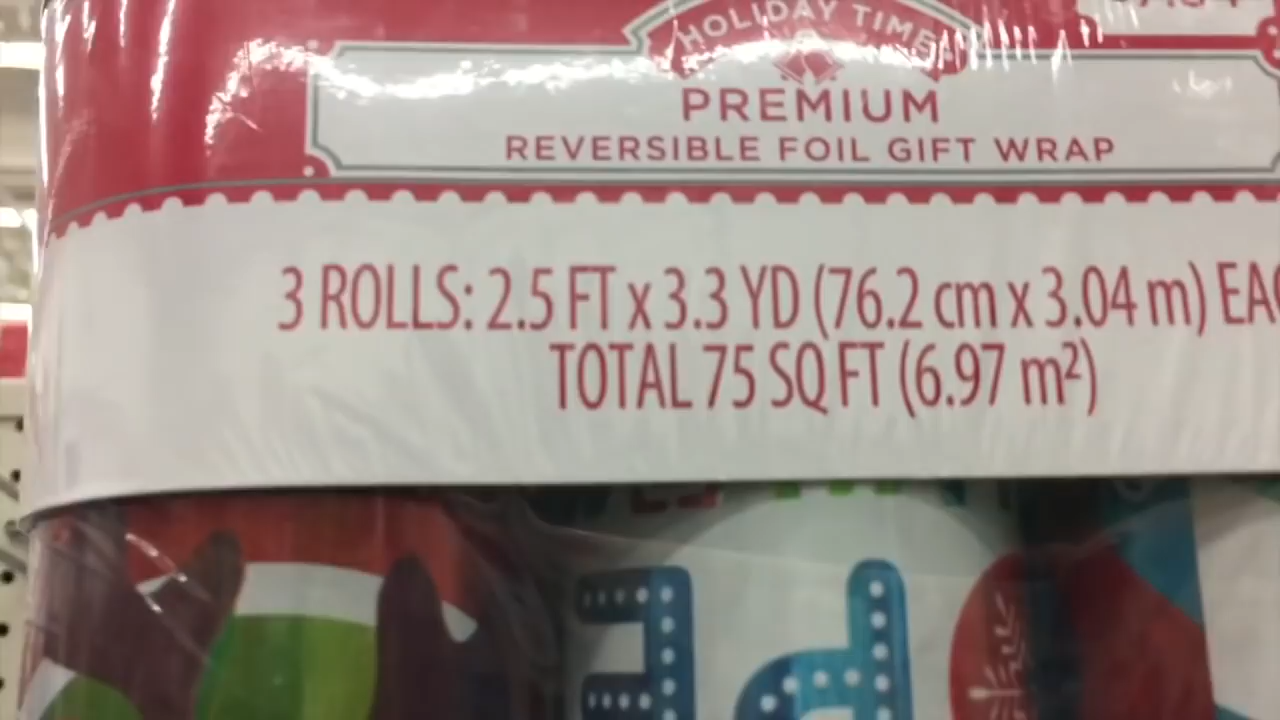 HOLIDAY TIME
PREMIUM
REVERSIBLE FOIL GIFT WRAP
3 ROLLS: 2.5 FT x 3.3 YD (76.2 cm x 3.04 m)
TOTAL 75 SQ FT (6.97 m²)